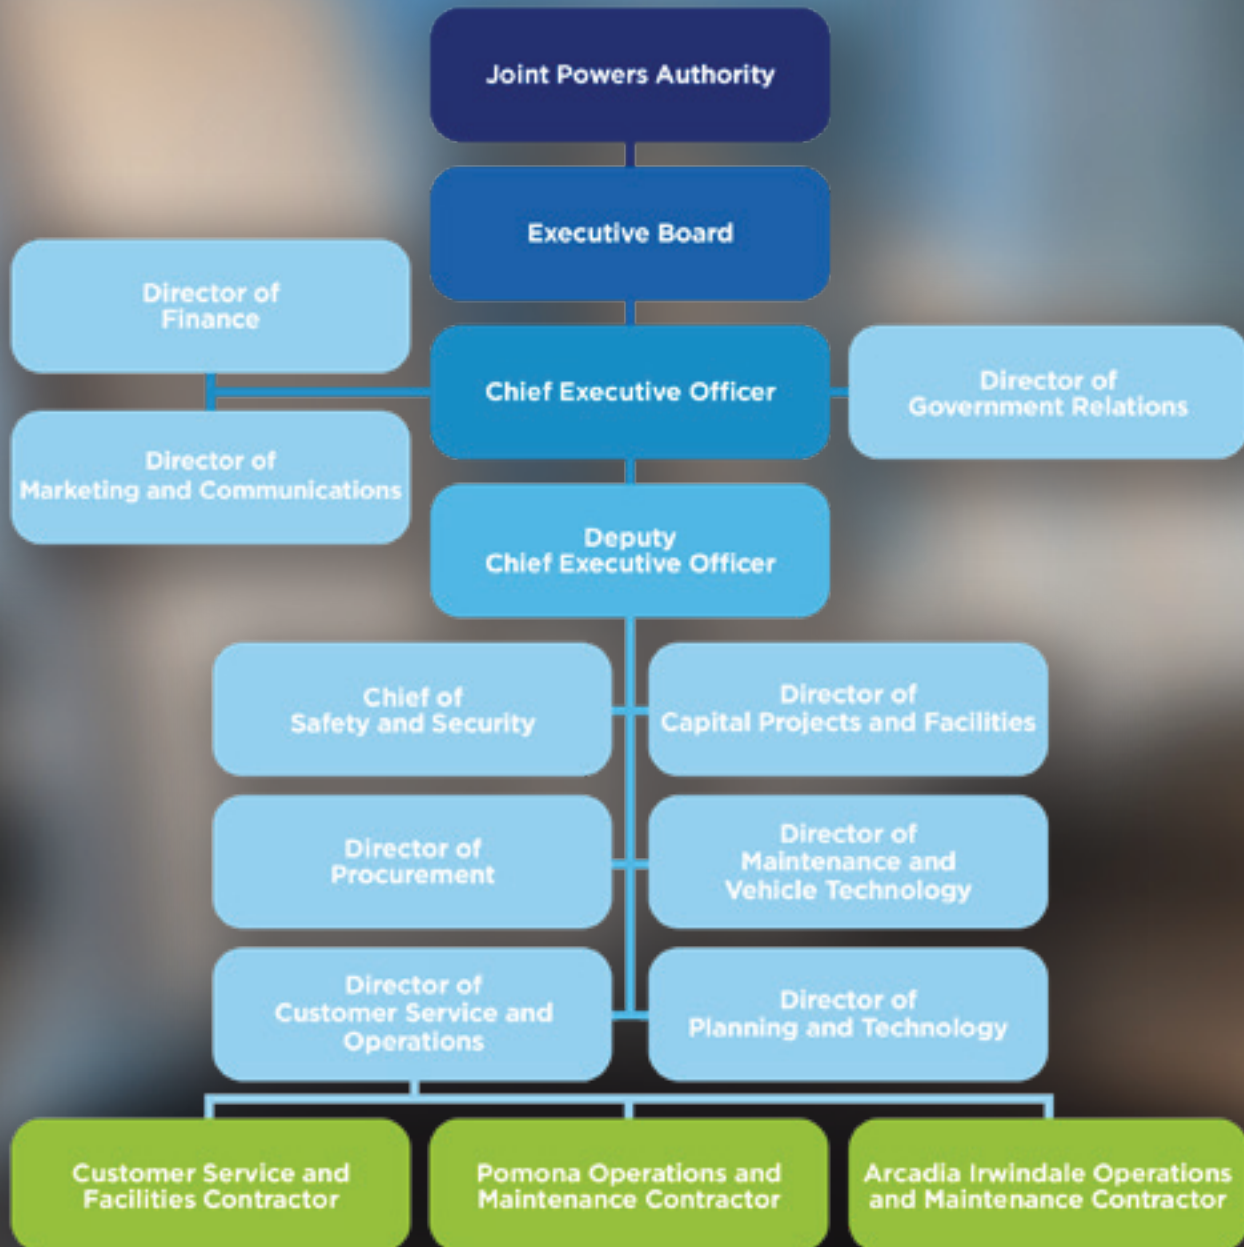 Joint Powers Authority
Executive Board
Director of
Finance
Chief Executive Officer
Director of
Government Relations
Director of
Marketing and Communications
Deputy
Chief Executive Officer
Chief of
Safety and Security
Director of
Capital Projects and Facilities
Director of
Procurement
Director of
Maintenance and
Vehicle Technology
Director of
Customer Service and
Operations
Director of
Planning and Technology
Customer Service and
Facilities Contractor
Pomona Operations and
Maintenance Contractor
Arcadia Irwindale Operations
and Maintenance Contractor